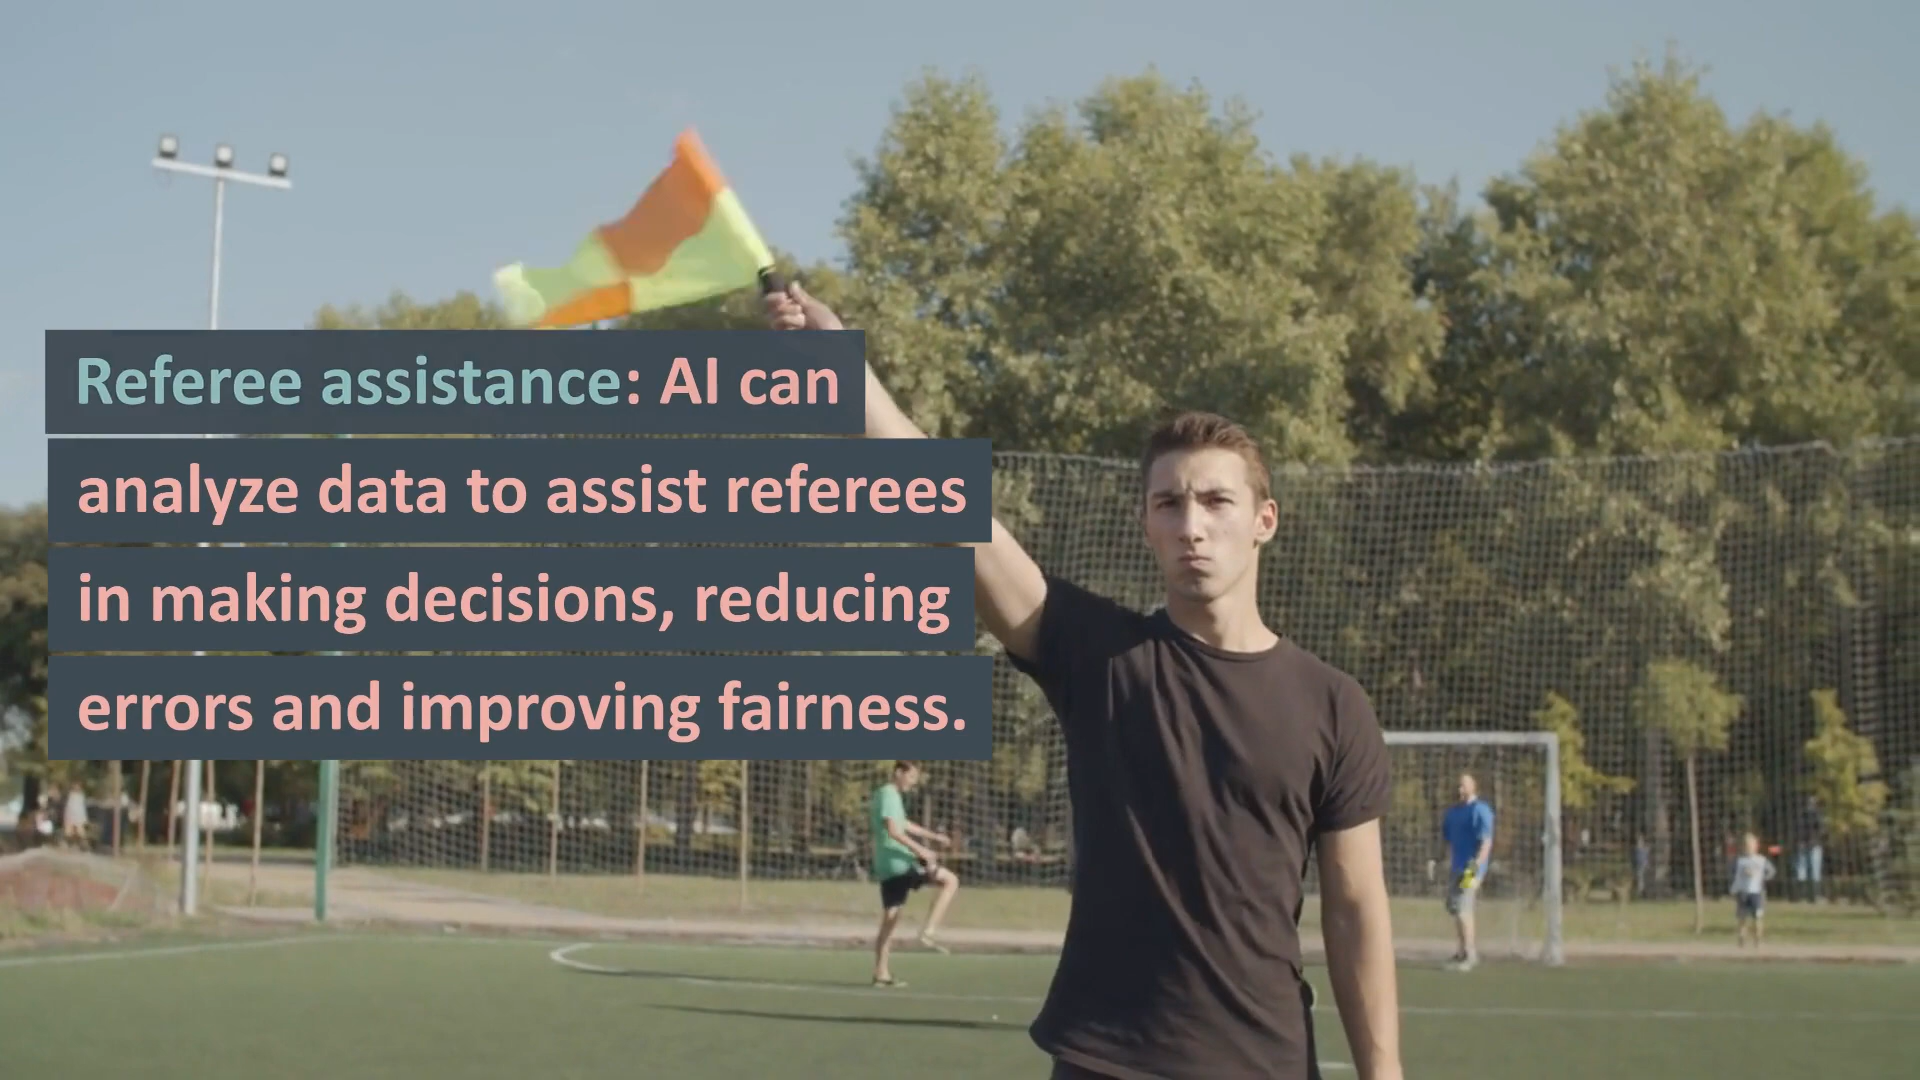 Referee assistance: AI can
analyze data to assist referees
in making decisions, reducing
errors and improving fairness.